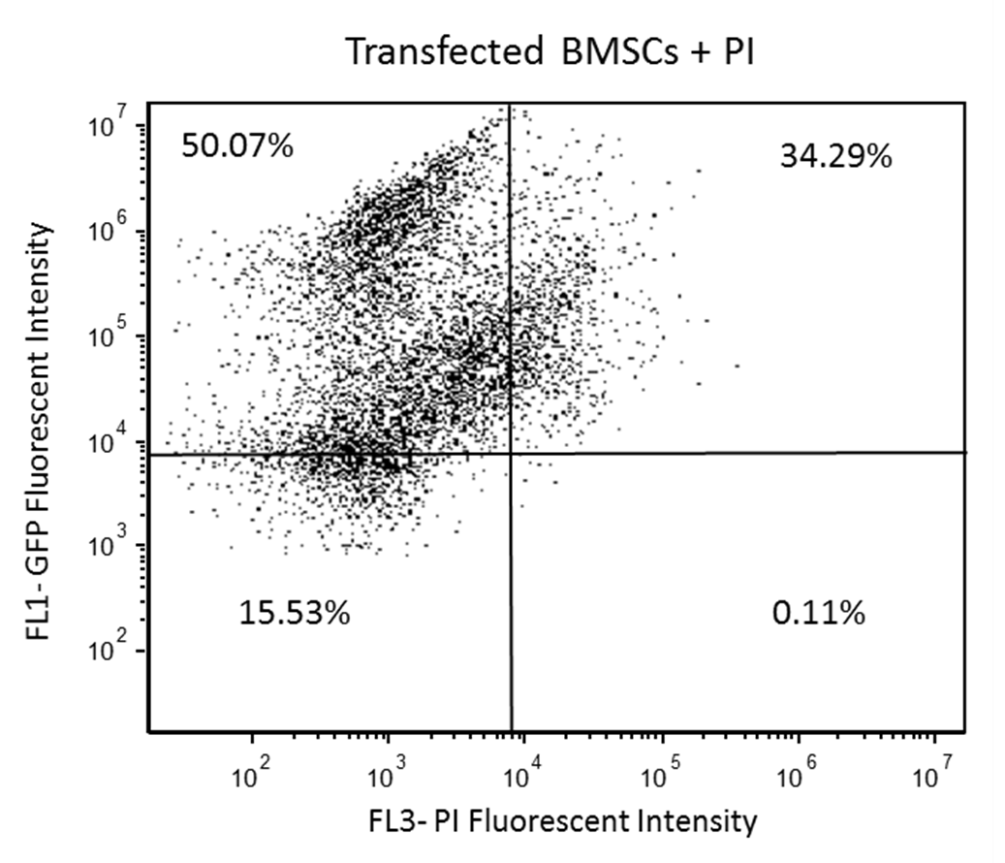 Transfected BMSCs + PI
50.07%
34.29%
15.53%
0.11%
FL1- GFP Fluorescent Intensity
10^7
10^6
10^5
10^4
10^3
10^2
10^2 10^3 10^4 10^5 10^6 10^7
FL3- PI Fluorescent Intensity